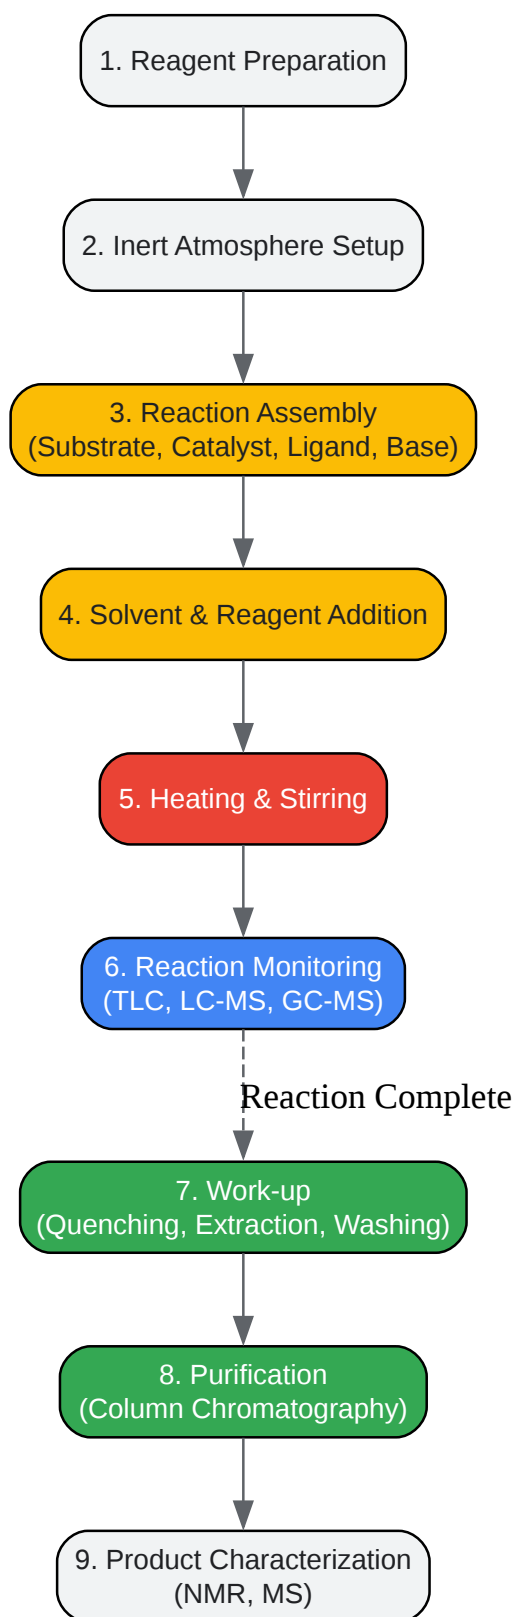 1. Reagent Preparation
2. Inert Atmosphere Setup
3. Reaction Assembly
(Substrate, Catalyst, Ligand, Base)
4. Solvent & Reagent Addition
5. Heating & Stirring
6. Reaction Monitoring
(TLC, LC-MS, GC-MS)
Reaction Complete
7. Work-up
(Quenching, Extraction, Washing)
8. Purification
(Column Chromatography)
9. Product Characterization
(NMR, MS)